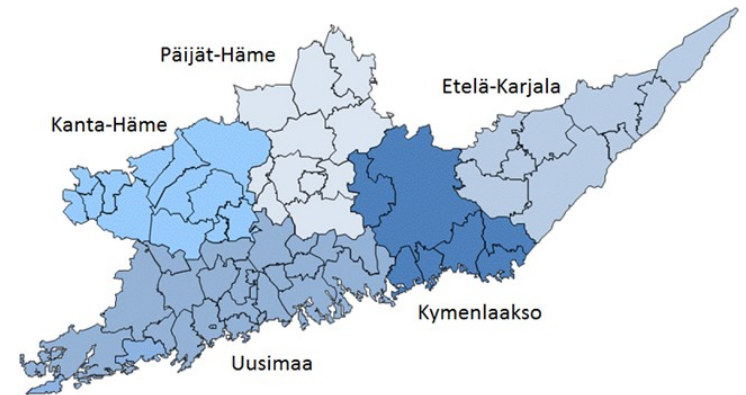 Päijät-Häme
Etelä-Karjala
Kanta-Häme
Kymenlaakso
Uusimaa